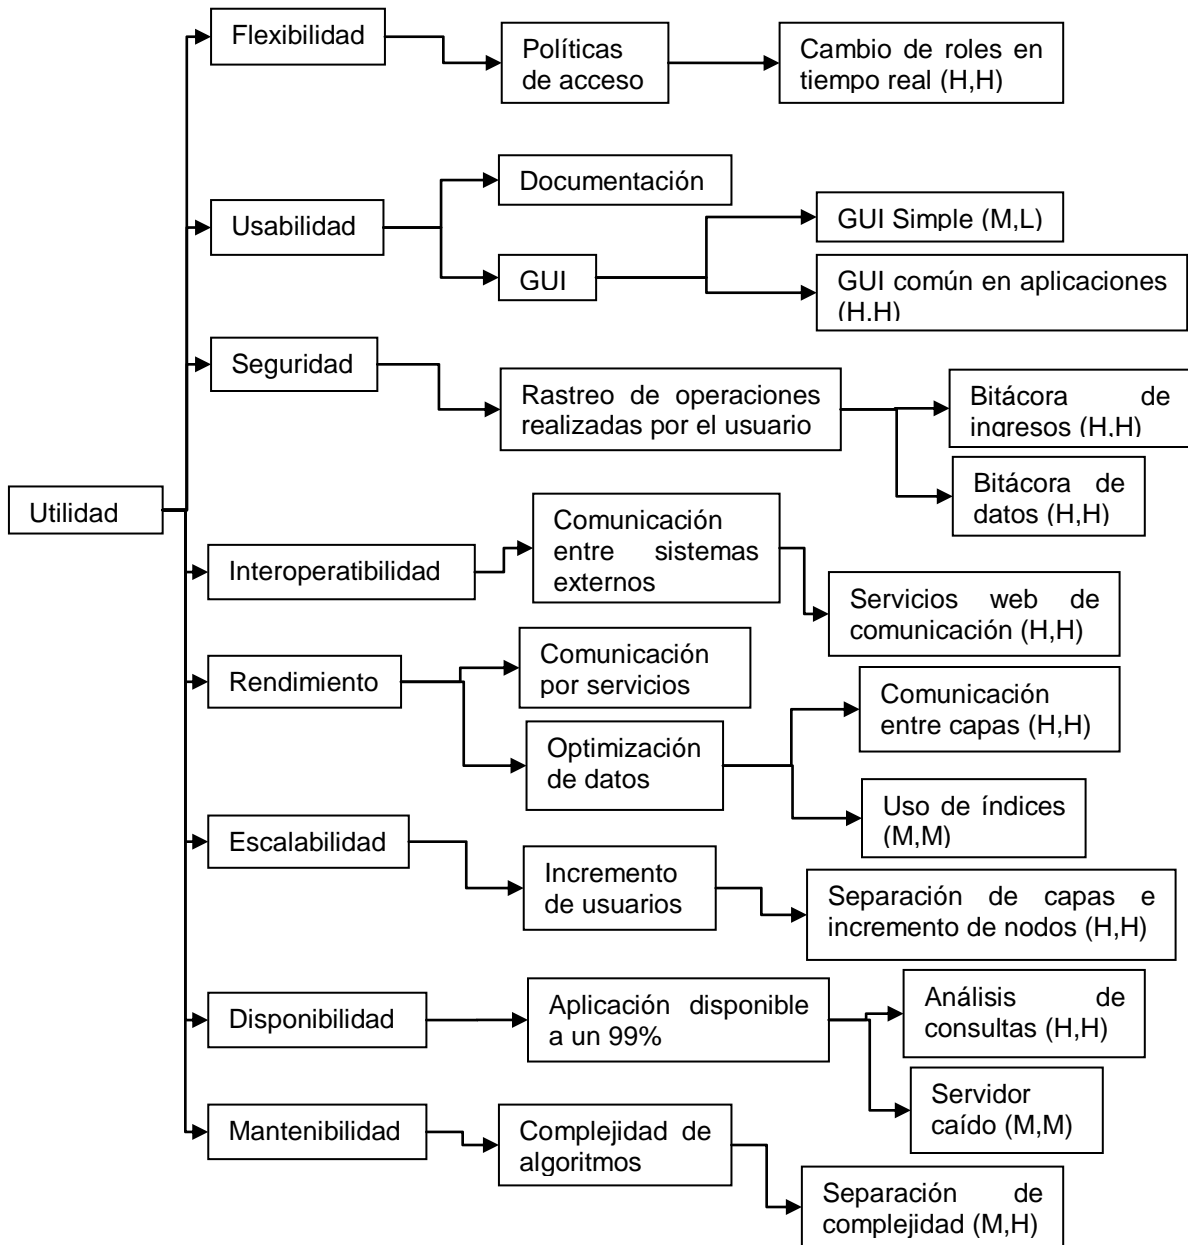 Flexibilidad
Políticas
de acceso
Cambio de roles en
tiempo real (H,H)
Usabilidad
Documentación
GUI
GUI Simple (M,L)
GUI común en aplicaciones
(H,H)
Seguridad
Rastreo de operaciones
realizadas por el usuario
Bitácora de
ingresos (H,H)
Bitácora de
datos (H,H)
Utilidad
Interoperatibilidad
Comunicación
entre sistemas
externos
Servicios web de
comunicación (H,H)
Rendimiento
Comunicación
por servicios
Optimización
de datos
Comunicación
entre capas (H,H)
Uso de índices
(M,M)
Escalabilidad
Incremento
de usuarios
Separación de capas e
incremento de nodos (H,H)
Disponibilidad
Aplicación disponible
a un 99%
Análisis de
consultas (H,H)
Servidor
caído (M,M)
Mantenibilidad
Complejidad de
algoritmos
Separación de
complejidad (M,H)